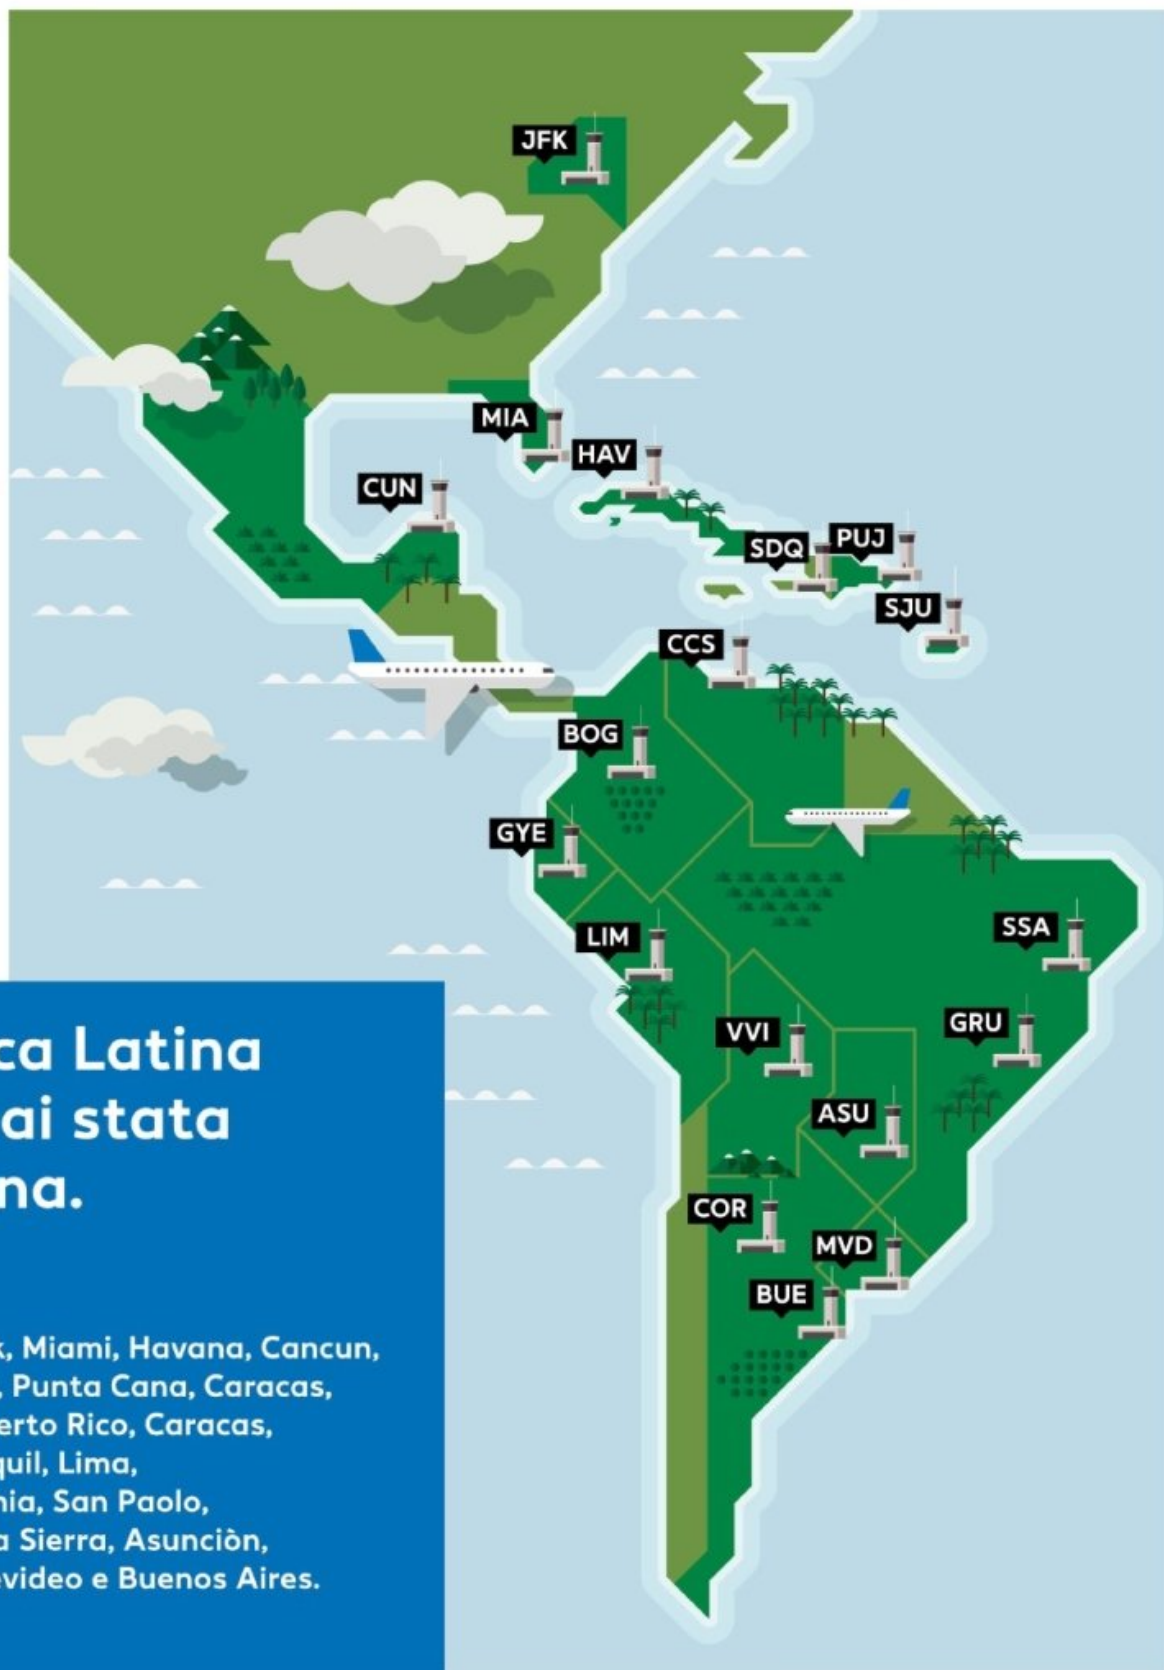 JFK
MIA
HAV
CUN
SDQ
PUJ
SJU
CCS
BOG
GYE
LIM
SSA
VVI
GRU
ASU
COR
MVD
BUE
ca Latina
ai stata
na.
k, Miami, Havana, Cancun,
, Punta Cana, Caracas,
erto Rico, Caracas,
quil, Lima,
nia, San Paolo,
a Sierra, Asunciòn,
evideo e Buenos Aires.